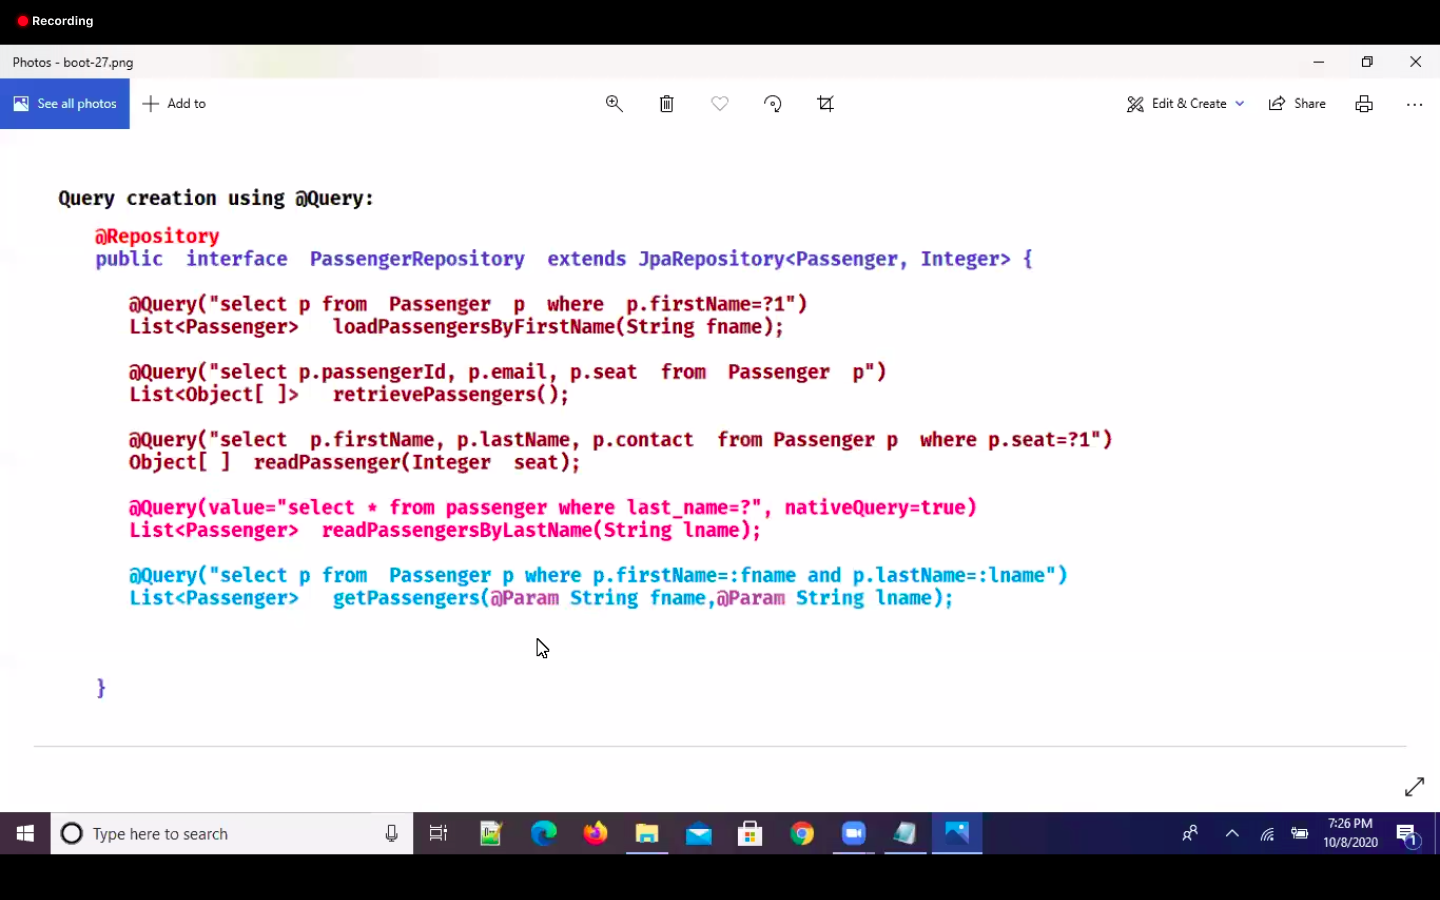 Recording
Photos - boot-27.png
See all photos
Add to
Edit & Create
Share
Query creation using @Query:
@Repository
public interface PassengerRepository extends JpaRepository<Passenger, Integer> {
@Query("select p from Passenger p where p.firstName=?1")
List<Passenger> loadPassengersByFirstName(String fname);
@Query("select p.passengerId, p.email, p.seat from Passenger p")
List<Object[ ]> retrievePassengers();
@Query("select p.firstName, p.lastName, p.contact from Passenger p where p.seat=?1")
Object[ ] readPassenger(Integer seat);
@Query(value="select * from passenger where last_name=?", nativeQuery=true)
List<Passenger> readPassengersByLastName(String lname);
@Query("select p from Passenger p where p.firstName=:fname and p.lastName=:lname")
List<Passenger> getPassengers(@Param String fname,@Param String lname);
}
Type here to search
7:26 PM
10/8/2020
1